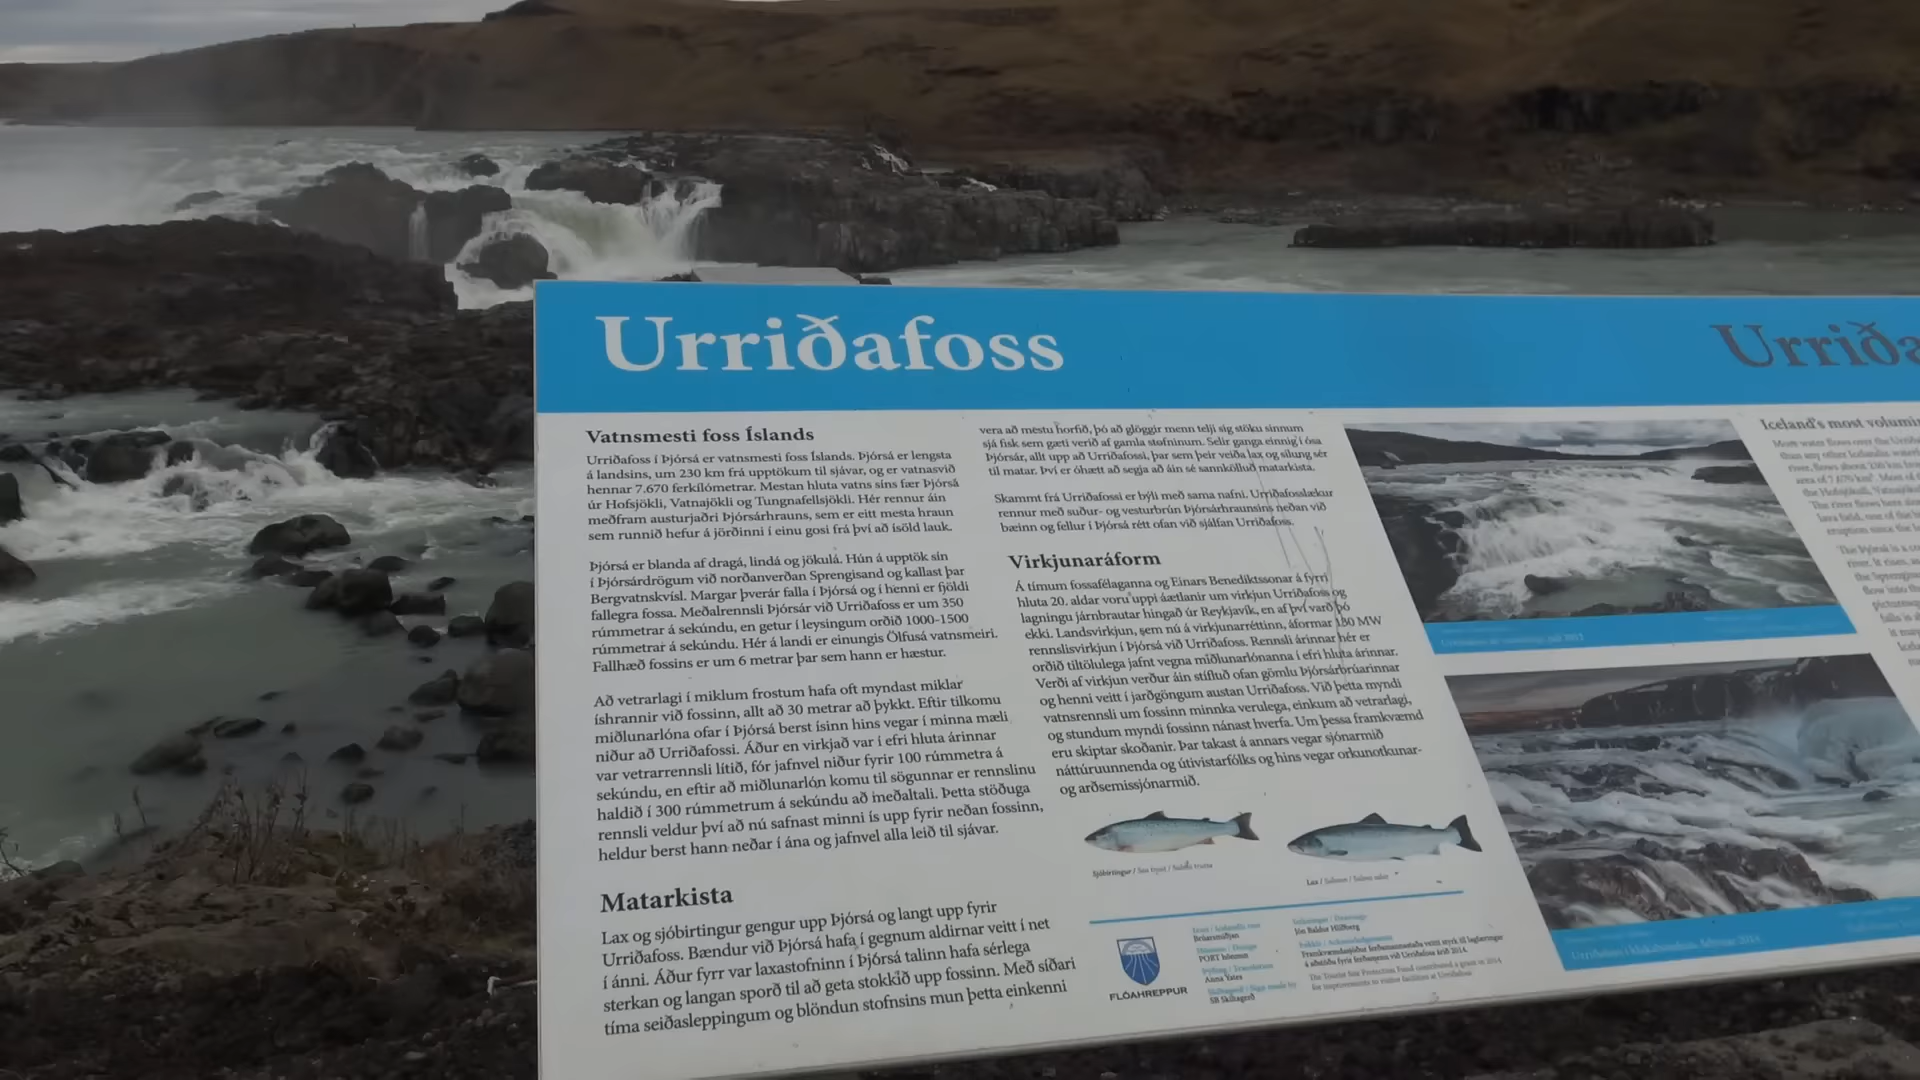 Urriðafoss
Vatnsmesti foss Íslands
Urriðafoss í Þjórsá er vatnsmesti foss Íslands. Þjórsá er lengsta
á landsins, um 230 km frá upptökum til sjávar, og er vatnasvið
hennar 7.670 ferkílómetrar. Mestan hluta vatns síns fær Þjórsá
úr Hofsjökli, Vatnajökli og Tungnafellsjökli. Hér rennur áin
meðfram austurjaðri Þjórsárhrauns, sem er eitt mesta hraun
sem runnið hefur á jörðinni í einu gosi frá því að ísöld lauk.
Þjórsá er blanda af dragá, lindá og jökulá. Hún á upptök sín
í Þjórsárdrögum við norðanverðan Sprengisand og kallast þar
Bergvatnskvísl. Margar þverár falla í Þjórsá og í henni er fjöldi
fallegra fossa. Meðalrennsli Þjórsár við Urriðafoss er um 350
rúmmetrar á sekúndu, en getur í leysingum orðið 1000-1500
rúmmetrar á sekúndu. Hér á landi er einungis Ölfusá vatnsmeiri.
Fallhæð fossins er um 6 metrar þar sem hann er hæstur.
Að vetrarlagi í miklum frostum hafa oft myndast miklar
íshrannir við fossinn, allt að 30 metrar að þykkt. Eftir tilkomu
miðlunarlóna ofar í Þjórsá berst ísinn hins vegar í minna mæli
niður að Urriðafossi. Áður en virkjað var í efri hluta árinnar
var vetrarrennsli lítið, fór jafnvel niður fyrir 100 rúmmetra á
sekúndu, en eftir að miðlunarlón komu til sögunnar er rennslinu
haldið í 300 rúmmetrum á sekúndu að meðaltali. Þetta stöðuga
rennsli veldur því að nú safnast minni ís upp fyrir neðan fossinn,
heldur berst hann neðar í ána og jafnvel alla leið til sjávar.
Matarkista
Lax og sjóbirtingur gengur upp Þjórsá og langt upp fyrir
Urriðafoss. Bændur við Þjórsá hafa í gegnum aldirnar veitt í net
í ánni. Áður fyrr var laxastofninn í Þjórsá talinn hafa sérlega
sterkan og langan sporð til að geta stokkið upp fossinn. Með síðari
tíma seiðasleppingum og blöndun stofnsins mun þetta einkenni
vera að mestu horfið, þó að glöggir menn telji sig stöku sinnum
sjá fisk sem gæti verið af gamla stofninum. Selir ganga einnig í ósa
Þjórsár, allt upp að Urriðafossi, þar sem þeir veiða lax og silung sér
til matar. Því er óhætt að segja að áin sé sannkölluð matarkista.
Skammt frá Urriðafossi er býli með sama nafni. Urriðafosslækur
rennur með suður- og vesturbrún Þjórsárhraunsins neðan við
bæinn og fellur í Þjórsá rétt ofan við sjálfan Urriðafoss.
Virkjunaráform
Á tímum fossafélaganna og Einars Benediktssonar á fyrri
hluta 20. aldar voru uppi áætlanir um virkjun Urriðafoss og
lagningu járnbrautar hingað úr Reykjavík, en af því varð þó
ekki. Landsvirkjun, sem nú á virkjunarréttinn, áformar 130 MW
rennslisvirkjun í Þjórsá við Urriðafoss. Rennsli árinnar hér er
orðið tiltölulega jafnt vegna miðlunarlónanna í efri hluta árinnar.
Verði af virkjun verður áin stífluð ofan gömlu Þjórsárbrúarinnar
og henni veitt í jarðgöngum austan Urriðafoss. Við þetta myndi
vatnsrennsli um fossinn minnka verulega, einkum að vetrarlagi,
og stundum myndi fossinn nánast hverfa. Um þessa framkvæmd
eru skiptar skoðanir. Þar takast á annars vegar sjónarmið
náttúruunnenda og útivistarfólks og hins vegar orkunotkunar-
og arðsemissjónarmið.
Sjóbirtingur / Sea trout / Salmo trutta
Lax / Salmon / Salmo salar
FLÓAHREPPUR
PORT hönnun
Anna Yates
SB Skiltagerð
Jón Baldur Hlíðberg
Urriða
Iceland's most volumin